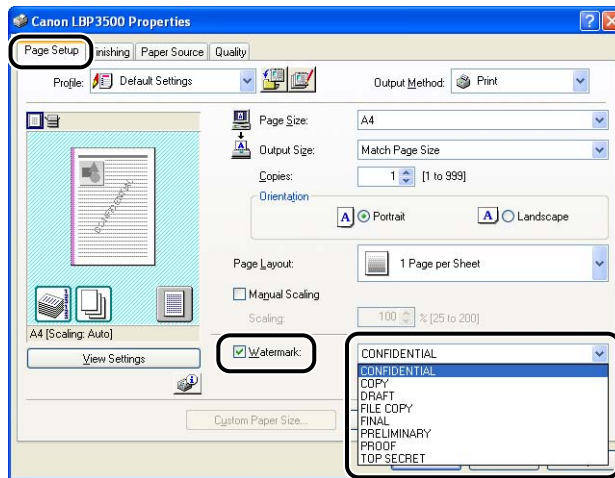 Canon LBP3500 Properties
Page Setup Finishing Paper Source Quality
Profile: Default Settings Output Method: Print
Page Size: A4
Output Size: Match Page Size
Copies: 1 [1 to 999]
Orientation
A Portrait A Landscape
CONFIDENTIAL
Page Layout: 1 Page per Sheet
Manual Scaling
Scaling: 100 % [25 to 200]
A4 [Scaling: Auto]
View Settings
Watermark: CONFIDENTIAL
CONFIDENTIAL
COPY
DRAFT
FILE COPY
FINAL
PRELIMINARY
PROOF
TOP SECRET
Custom Paper Size...